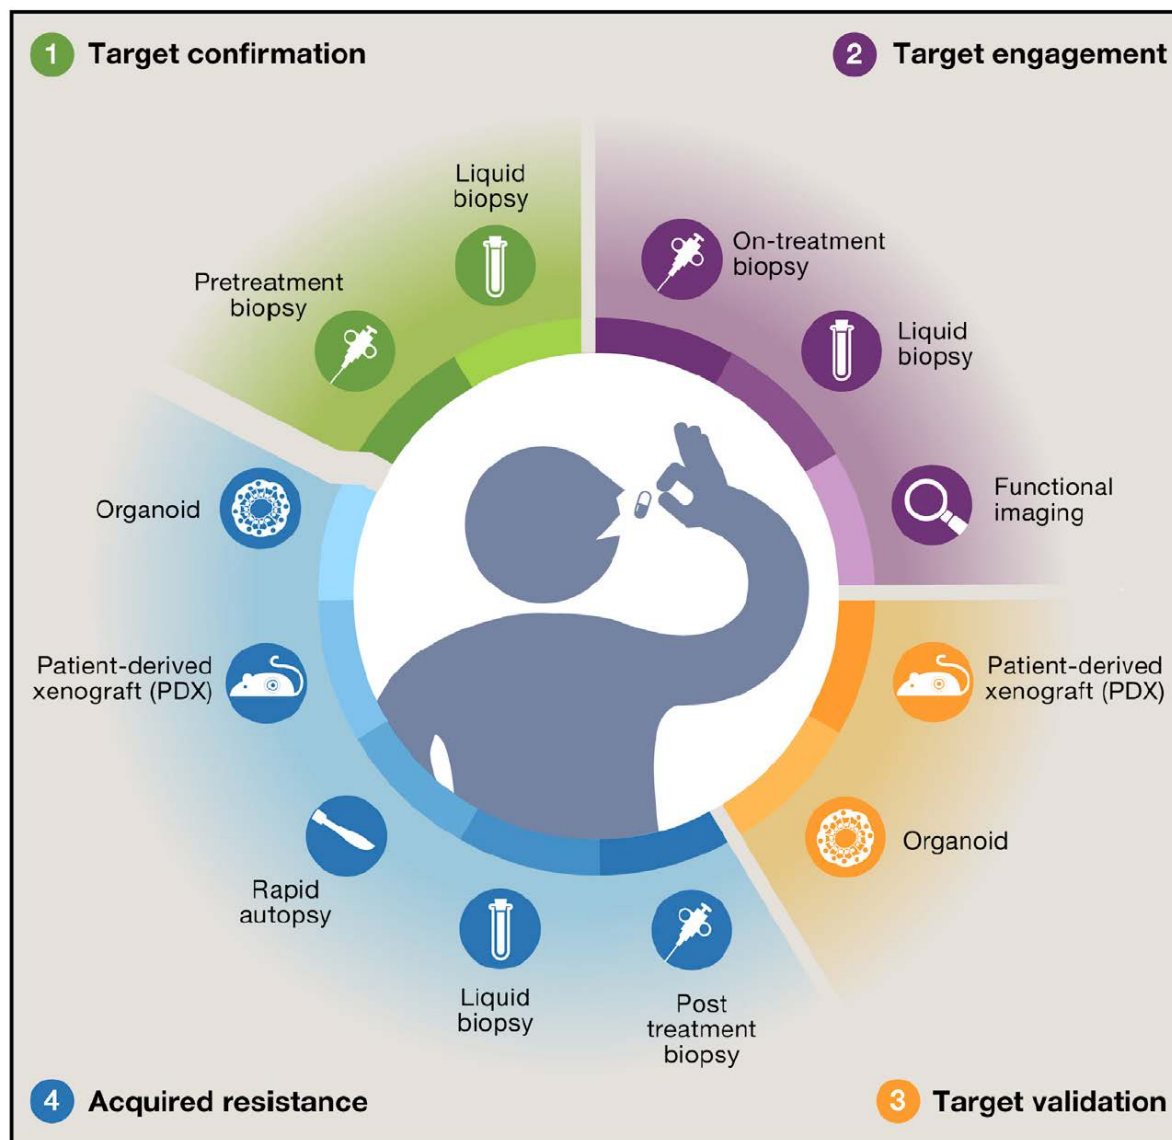 1 Target confirmation
2 Target engagement
Liquid
biopsy
Pretreatment
biopsy
On-treatment
biopsy
Liquid
biopsy
Functional
imaging
Patient-derived
xenograft (PDX)
Organoid
Post
treatment
biopsy
Liquid
biopsy
Rapid
autopsy
Patient-derived
xenograft (PDX)
Organoid
3 Target validation
4 Acquired resistance